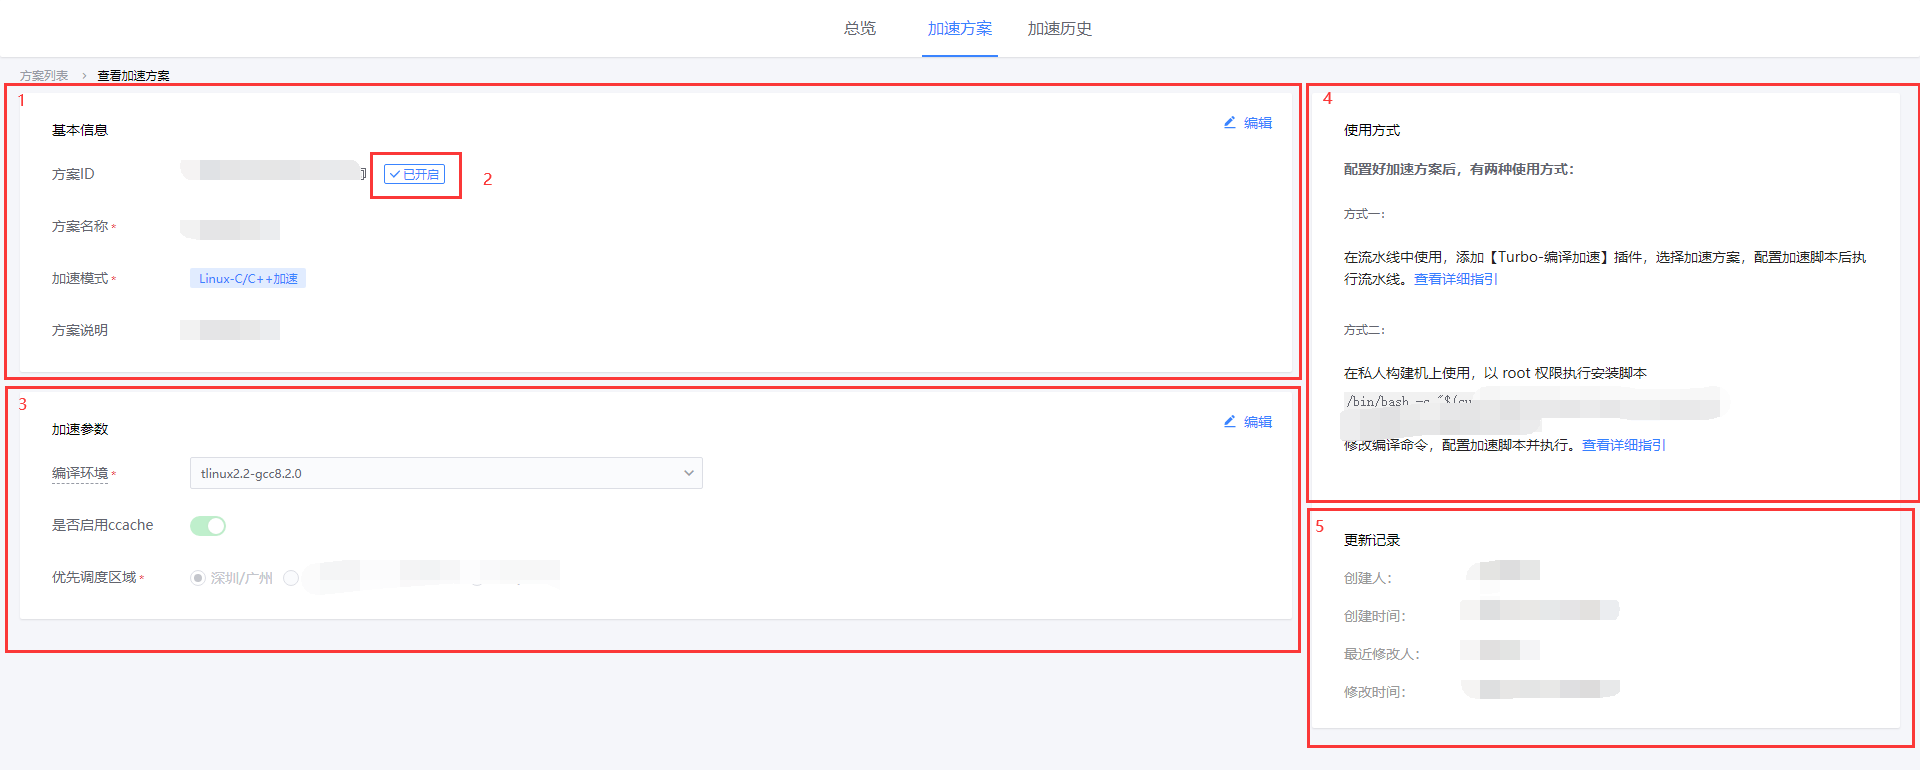 总览
加速方案
加速历史
方案列表 › 查看加速方案
1
基本信息
编辑
方案ID
已开启
2
方案名称 *
加速模式 *
Linux-C/C++加速
方案说明
3
加速参数
编辑
编译环境 *
tlinux2.2-gcc8.2.0
是否启用ccache
优先调度区域 *
深圳/广州
4
使用方式
配置好加速方案后，有两种使用方式：
方式一：
在流水线中使用，添加【Turbo-编译加速】插件，选择加速方案，配置加速脚本后执
行流水线。查看详细指引
方式二：
在私人构建机上使用，以 root 权限执行安装脚本
/bin/bash -c "$(cu
修改编译命令，配置加速脚本并执行。查看详细指引
5
更新记录
创建人：
创建时间：
最近修改人：
修改时间：